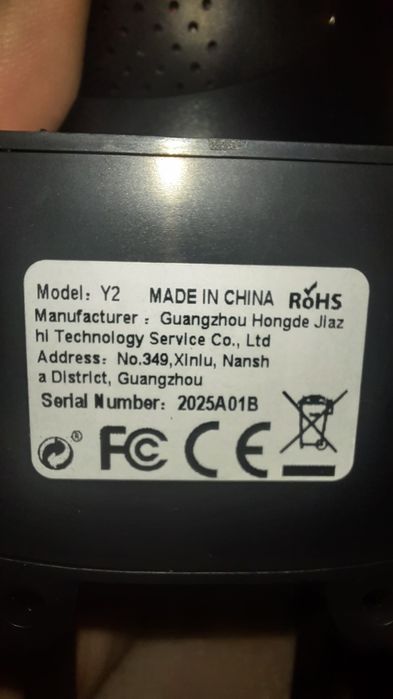 Model: Y2 MADE IN CHINA RoHS
Manufacturer : Guangzhou Hongde Jiaz
hi Technology Service Co., Ltd
Address: No.349,Xinlu, Nansh
a District, Guangzhou
Serial Number: 2025A01B
® FC CE